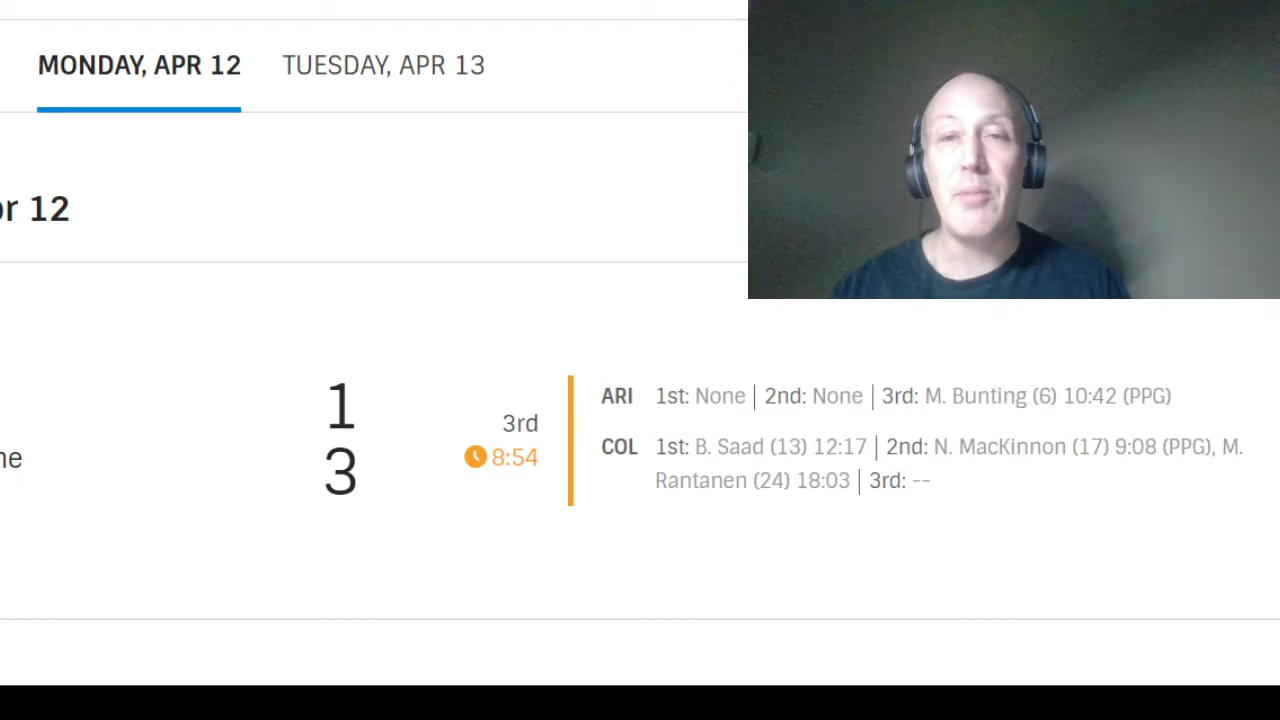 MONDAY, APR 12 TUESDAY, APR 13
12
1
3
3rd
8:54
ARI 1st: None | 2nd: None | 3rd: M. Bunting (6) 10:42 (PPG)
COL 1st: B. Saad (13) 12:17 | 2nd: N. MacKinnon (17) 9:08 (PPG), M.
Rantanen (24) 18:03 | 3rd: --